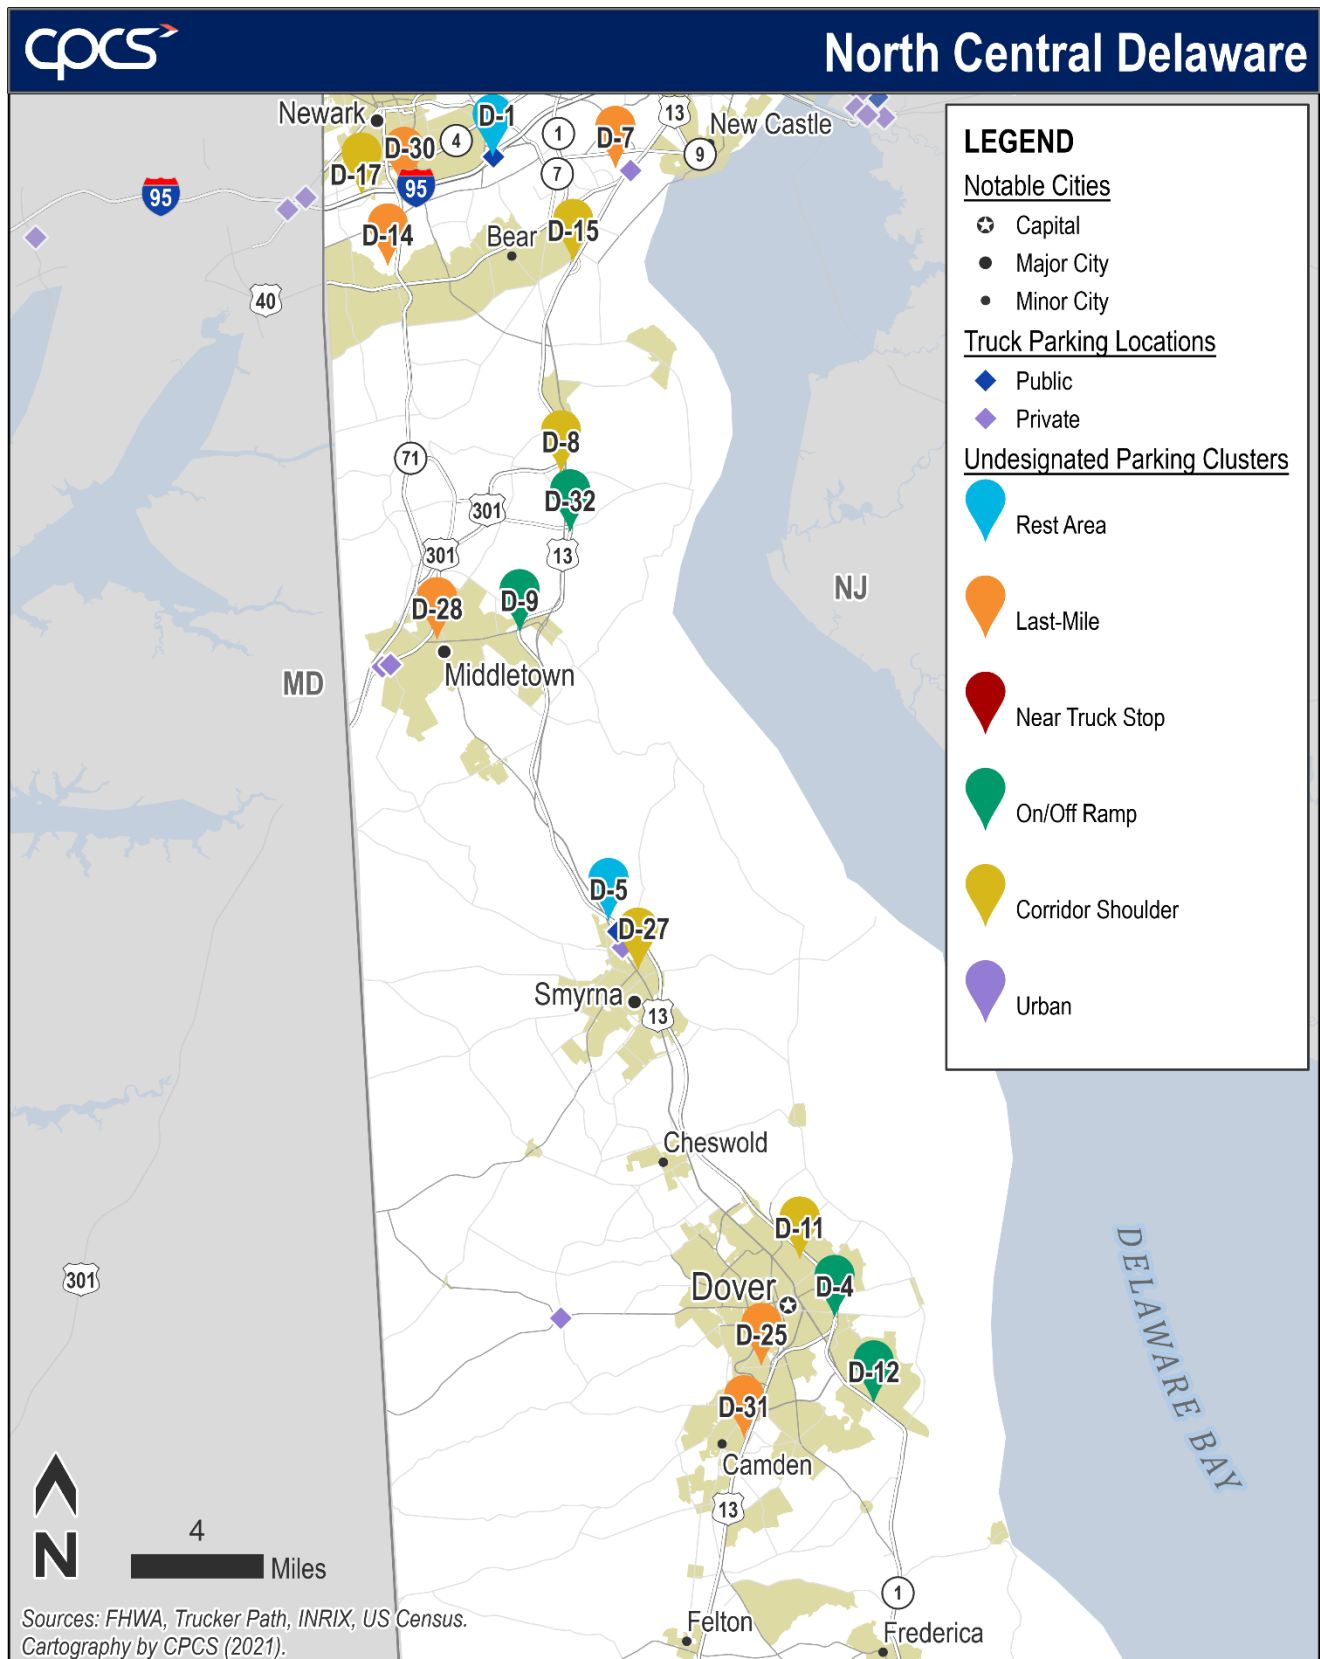 cpcs
North Central Delaware
Newark
D-1
13
New Castle
D-7
1
4
D-30
9
D-17
7
95
95
D-14
Bear
D-15
40
D-8
71
D-32
301
301
13
D-28
D-9
Middletown
MD
NJ
D-5
D-27
Smyrna
13
Cheswold
D-11
301
Dover
D-4
D-25
D-12
D-31
Camden
13
1
Felton
Frederica
DELAWARE BAY
LEGEND
Notable Cities
Capital
Major City
Minor City
Truck Parking Locations
Public
Private
Undesignated Parking Clusters
Rest Area
Last-Mile
Near Truck Stop
On/Off Ramp
Corridor Shoulder
Urban
N
4
Miles
Sources: FHWA, Trucker Path, INRIX, US Census.
Cartography by CPCS (2021).